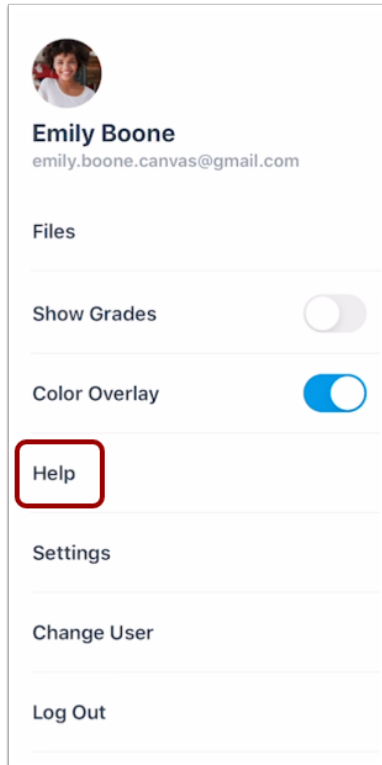 Emily Boone
emily.boone.canvas@gmail.com
Files
Show Grades
Color Overlay
Help
Settings
Change User
Log Out